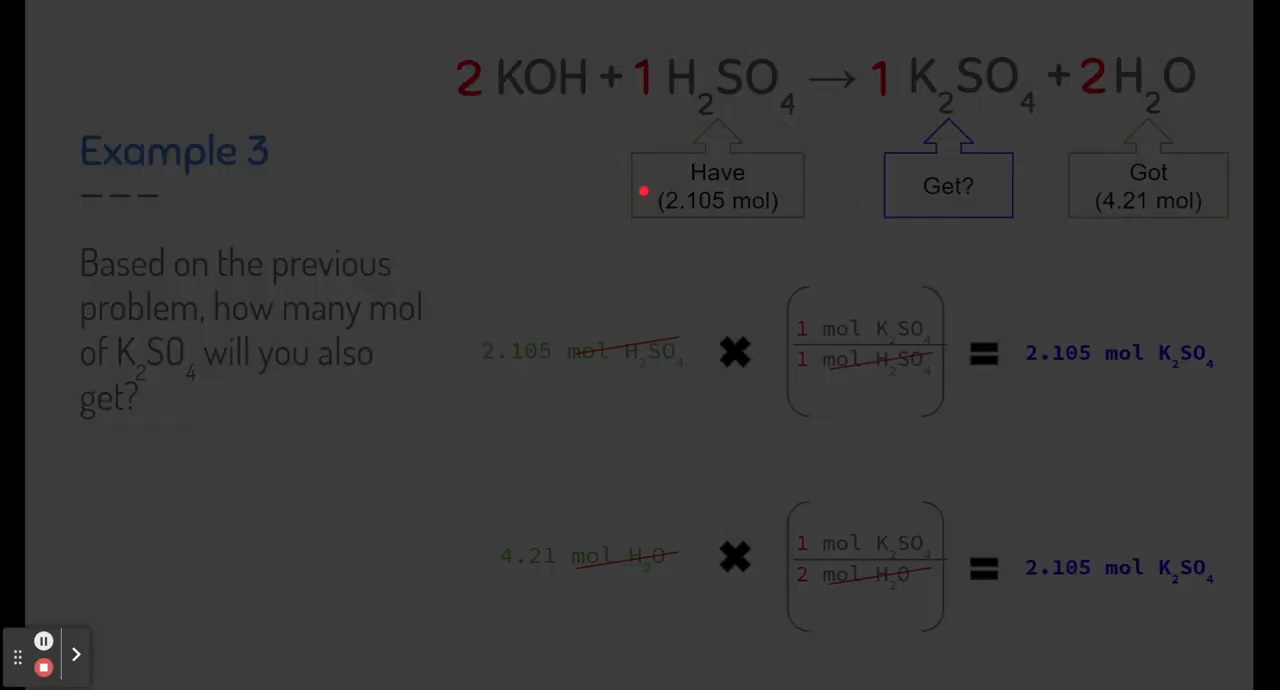 2 KOH + 1 H₂SO₄ → 1 K₂SO₄ + 2 H₂O
Example 3
Have
(2.105 mol)
Get?
Got
(4.21 mol)
Based on the previous
problem, how many mol
of K₂SO₄ will you also
get?
2.105 mol H₂SO₄ ✖ (1 mol K₂SO₄ / 1 mol H₂SO₄) = 2.105 mol K₂SO₄
4.21 mol H₂O ✖ (1 mol K₂SO₄ / 2 mol H₂O) = 2.105 mol K₂SO₄